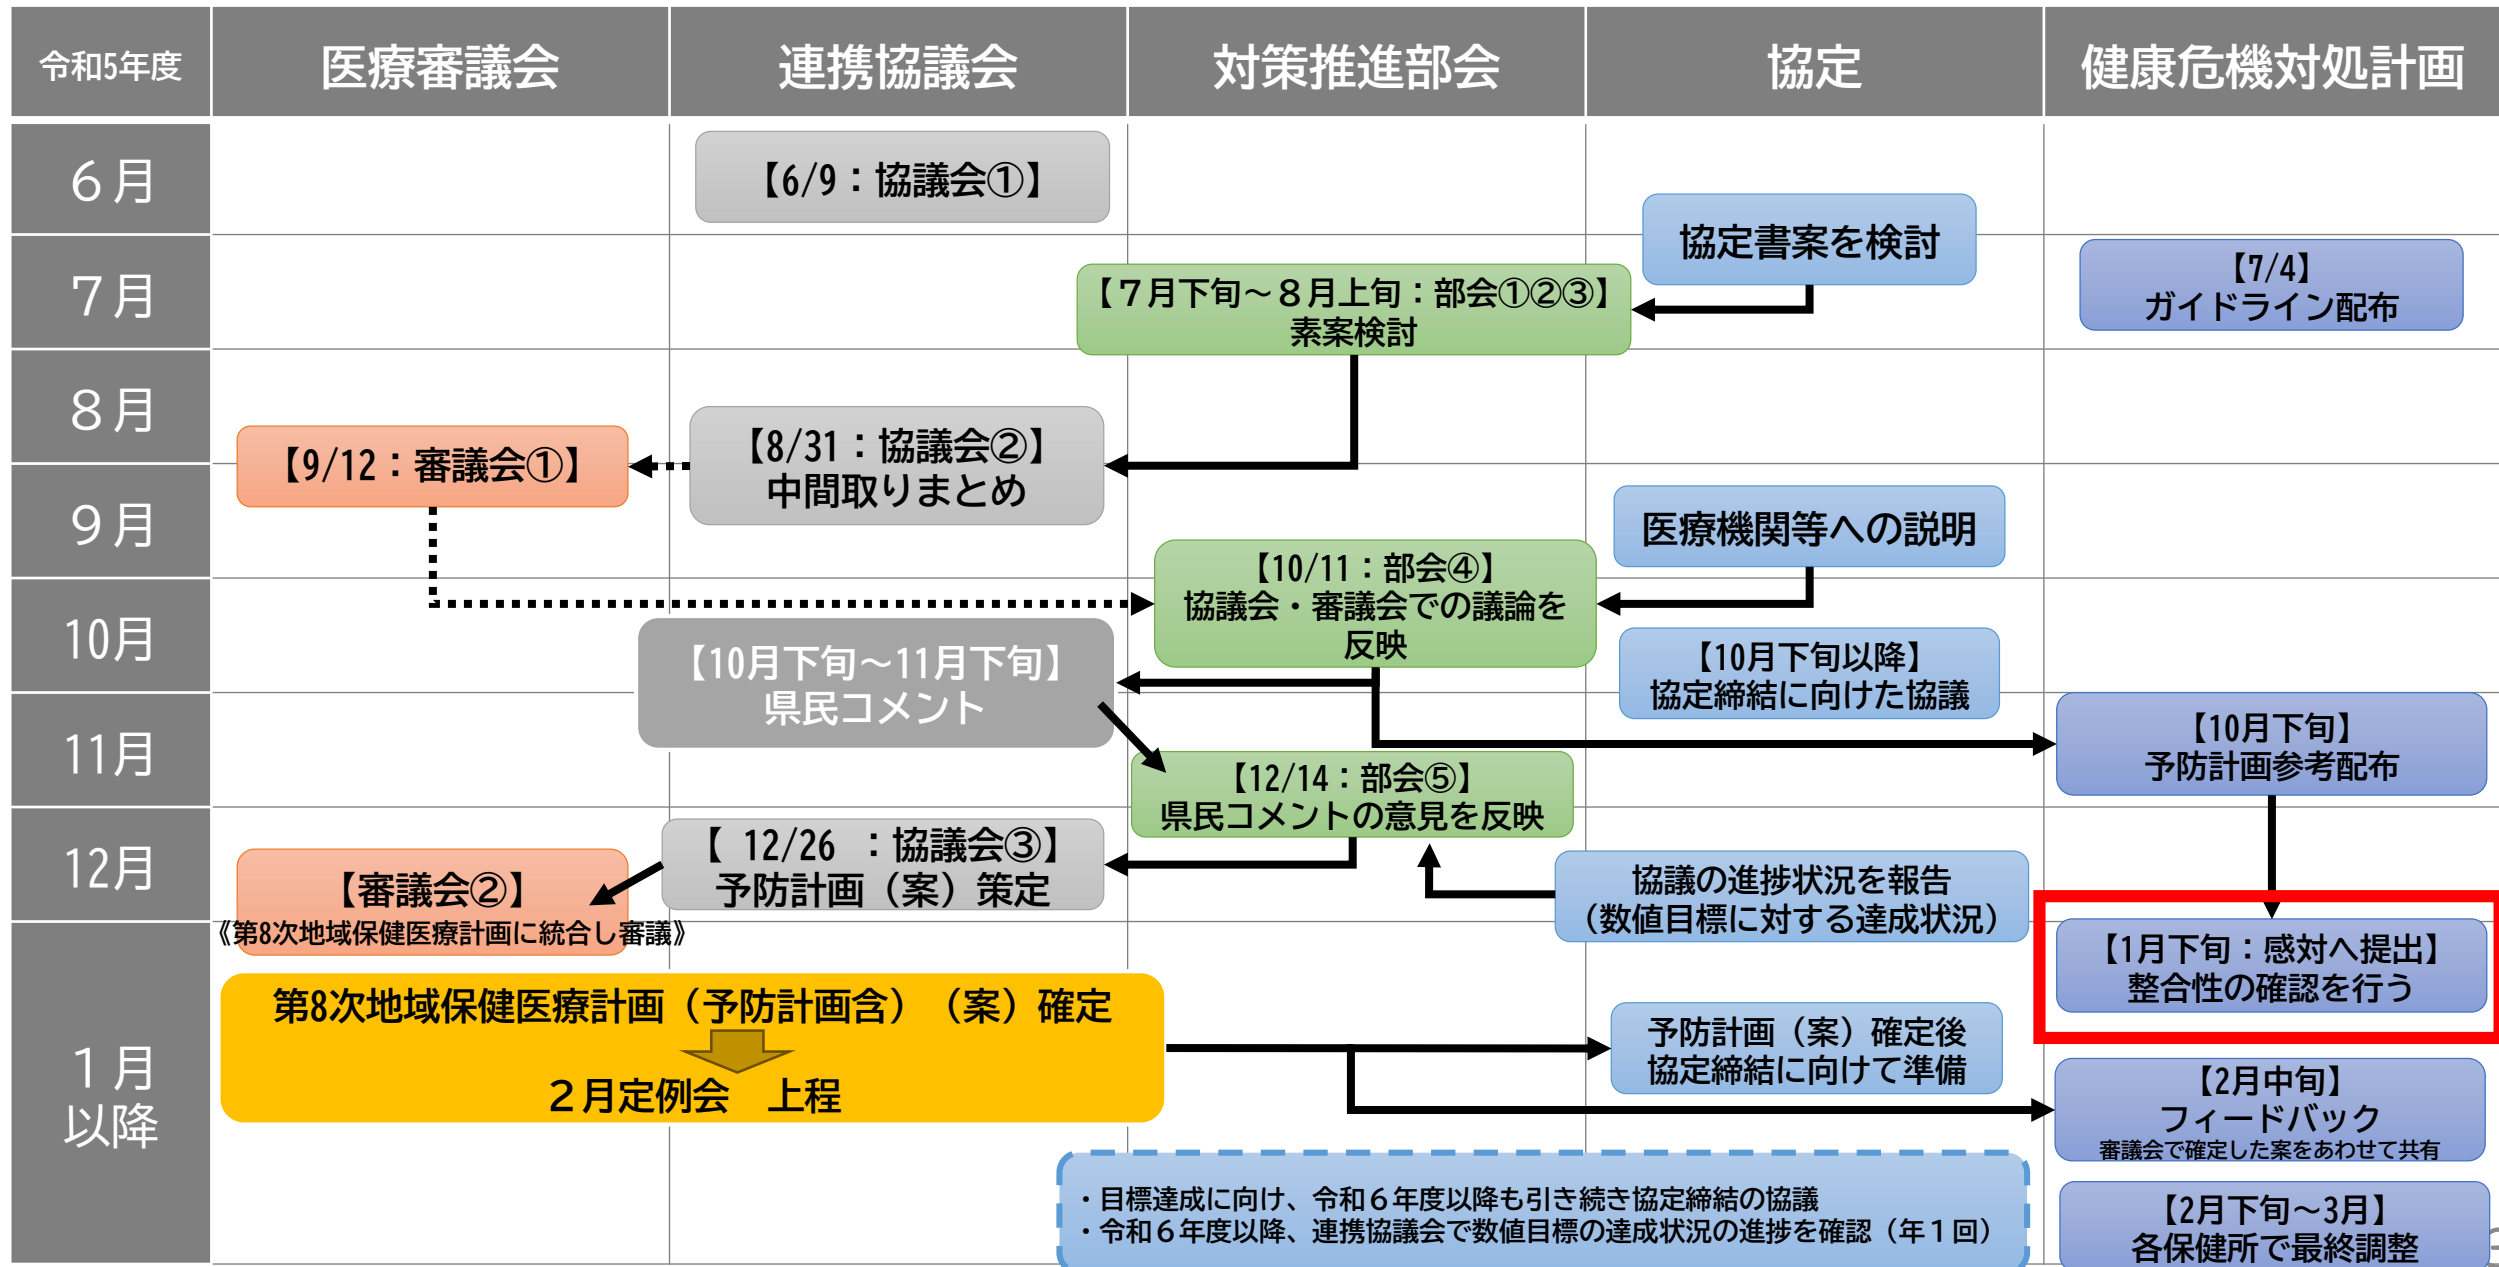 令和5年度
医療審議会
連携協議会
対策推進部会
協定
健康危機対処計画
６月
【6/9：協議会①】
協定書案を検討
７月
【７月下旬～８月上旬：部会①②③】
素案検討
【7/4】
ガイドライン配布
８月
【9/12：審議会①】
【8/31：協議会②】
中間取りまとめ
９月
医療機関等への説明
【10/11：部会④】
協議会・審議会での議論を
反映
10月
【10月下旬～11月下旬】
県民コメント
【10月下旬以降】
協定締結に向けた協議
11月
【10月下旬】
予防計画参考配布
【12/14：部会⑤】
県民コメントの意見を反映
12月
【 12/26 ：協議会③】
予防計画（案）策定
【審議会②】
《第8次地域保健医療計画に統合し審議》
協議の進捗状況を報告
（数値目標に対する達成状況）
【1月下旬：感対へ提出】
整合性の確認を行う
１月
以降
第8次地域保健医療計画（予防計画含）（案）確定
２月定例会　上程
予防計画（案）確定後
協定締結に向けて準備
【2月中旬】
フィードバック
審議会で確定した案をあわせて共有
・目標達成に向け、令和６年度以降も引き続き協定締結の協議
・令和６年度以降、連携協議会で数値目標の達成状況の進捗を確認（年１回）
【2月下旬～3月】
各保健所で最終調整